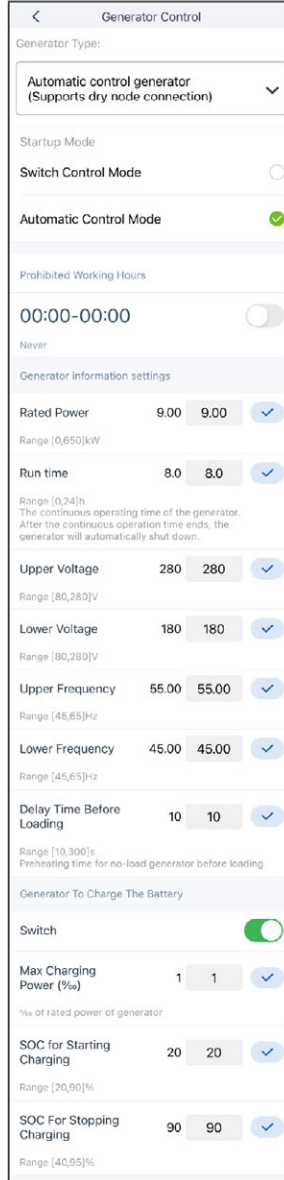 Generator Control
Generator Type:
Automatic control generator
(Supports dry node connection)
Startup Mode
Switch Control Mode
Automatic Control Mode
Prohibited Working Hours
00:00-00:00
Never
Generator information settings
Rated Power 9.00 9.00
Range [0,650]kW
Run time 8.0 8.0
Range [0,24]h
The continuous operating time of the generator.
After the continuous operation time ends, the
generator will automatically shut down.
Upper Voltage 280 280
Range [80,280]V
Lower Voltage 180 180
Range [80,280]V
Upper Frequency 55.00 55.00
Range [45,65]Hz
Lower Frequency 45.00 45.00
Range [45,65]Hz
Delay Time Before
Loading 10 10
Range [10,300]s
Preheating time for no-load generator before loading
Generator To Charge The Battery
Switch
Max Charging
Power (‰) 1 1
‰ of rated power of generator
SOC for Starting
Charging 20 20
Range [20,90]%
SOC For Stopping
Charging 90 90
Range [40,95]%